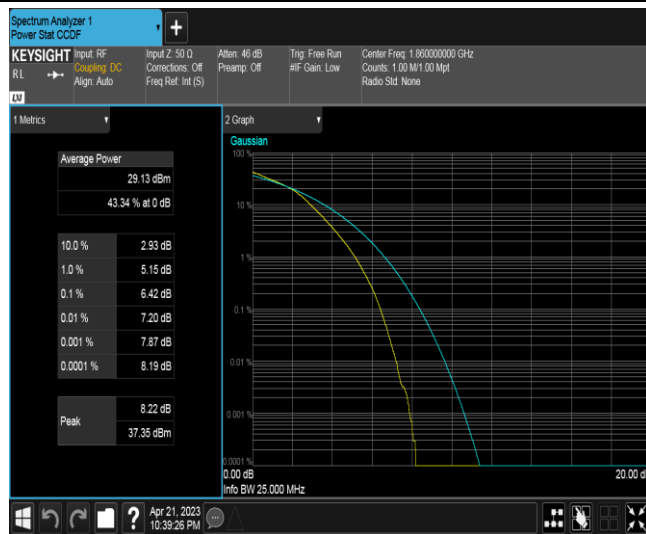 Spectrum Analyzer 1
Power Stat CCDF
+
KEYSIGHT
RL
LXI
Input: RF
Coupling: DC
Align: Auto
Input Z: 50 Ω
Corrections: Off
Freq Ref: Int (S)
Atten: 46 dB
Preamp: Off
Trig: Free Run
#IF Gain: Low
Center Freq: 1.860000000 GHz
Counts: 1.00 M/1.00 Mpt
Radio Std: None
1 Metrics
Average Power
29.13 dBm
43.34 % at 0 dB
10.0 % 2.93 dB
1.0 % 5.15 dB
0.1 % 6.42 dB
0.01 % 7.20 dB
0.001 % 7.87 dB
0.0001 % 8.19 dB
Peak
8.22 dB
37.35 dBm
2 Graph
Gaussian
100 %
10 %
1 %
0.1 %
0.01 %
0.001 %
0.0001 %
0.00 dB
20.00 d
Info BW 25.000 MHz
?
Apr 21, 2023
10:39:26 PM